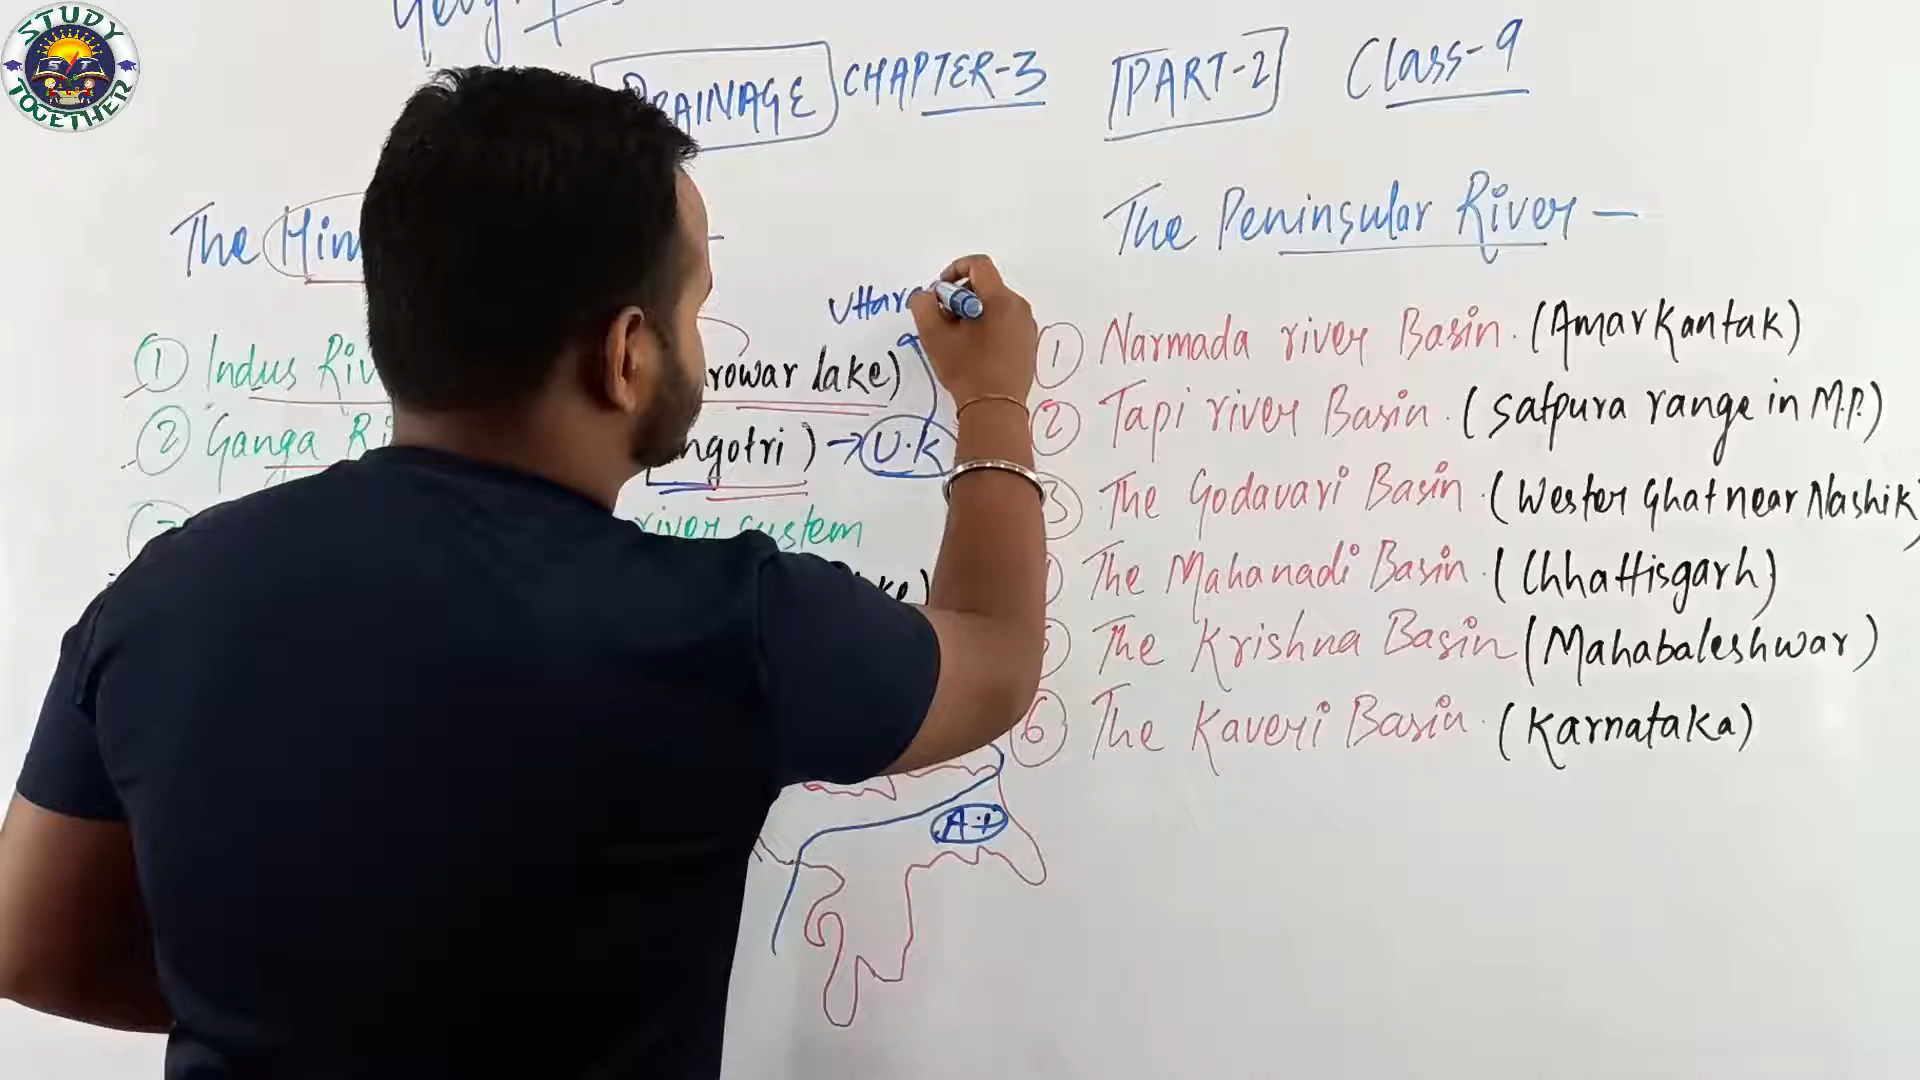 STUDY
ST
TOGETHER
DRAINAGE CHAPTER-3 PART-2 Class-9
The Him
The Peninsular River -
① Indus Riv rowar lake)
② Ganga Ri ngotri) → U.K
Uttara
river system
ke)
A.P
① Narmada river Basin. (Amarkantak)
② Tapi river Basin. (Satpura range in M.P.)
3 The Godavari Basin. (Wester Ghat near Nashik)
The Mahanadi Basin. (Chhattisgarh)
The Krishna Basin (Mahabaleshwar)
⑥ The Kaveri Basin. (Karnataka)